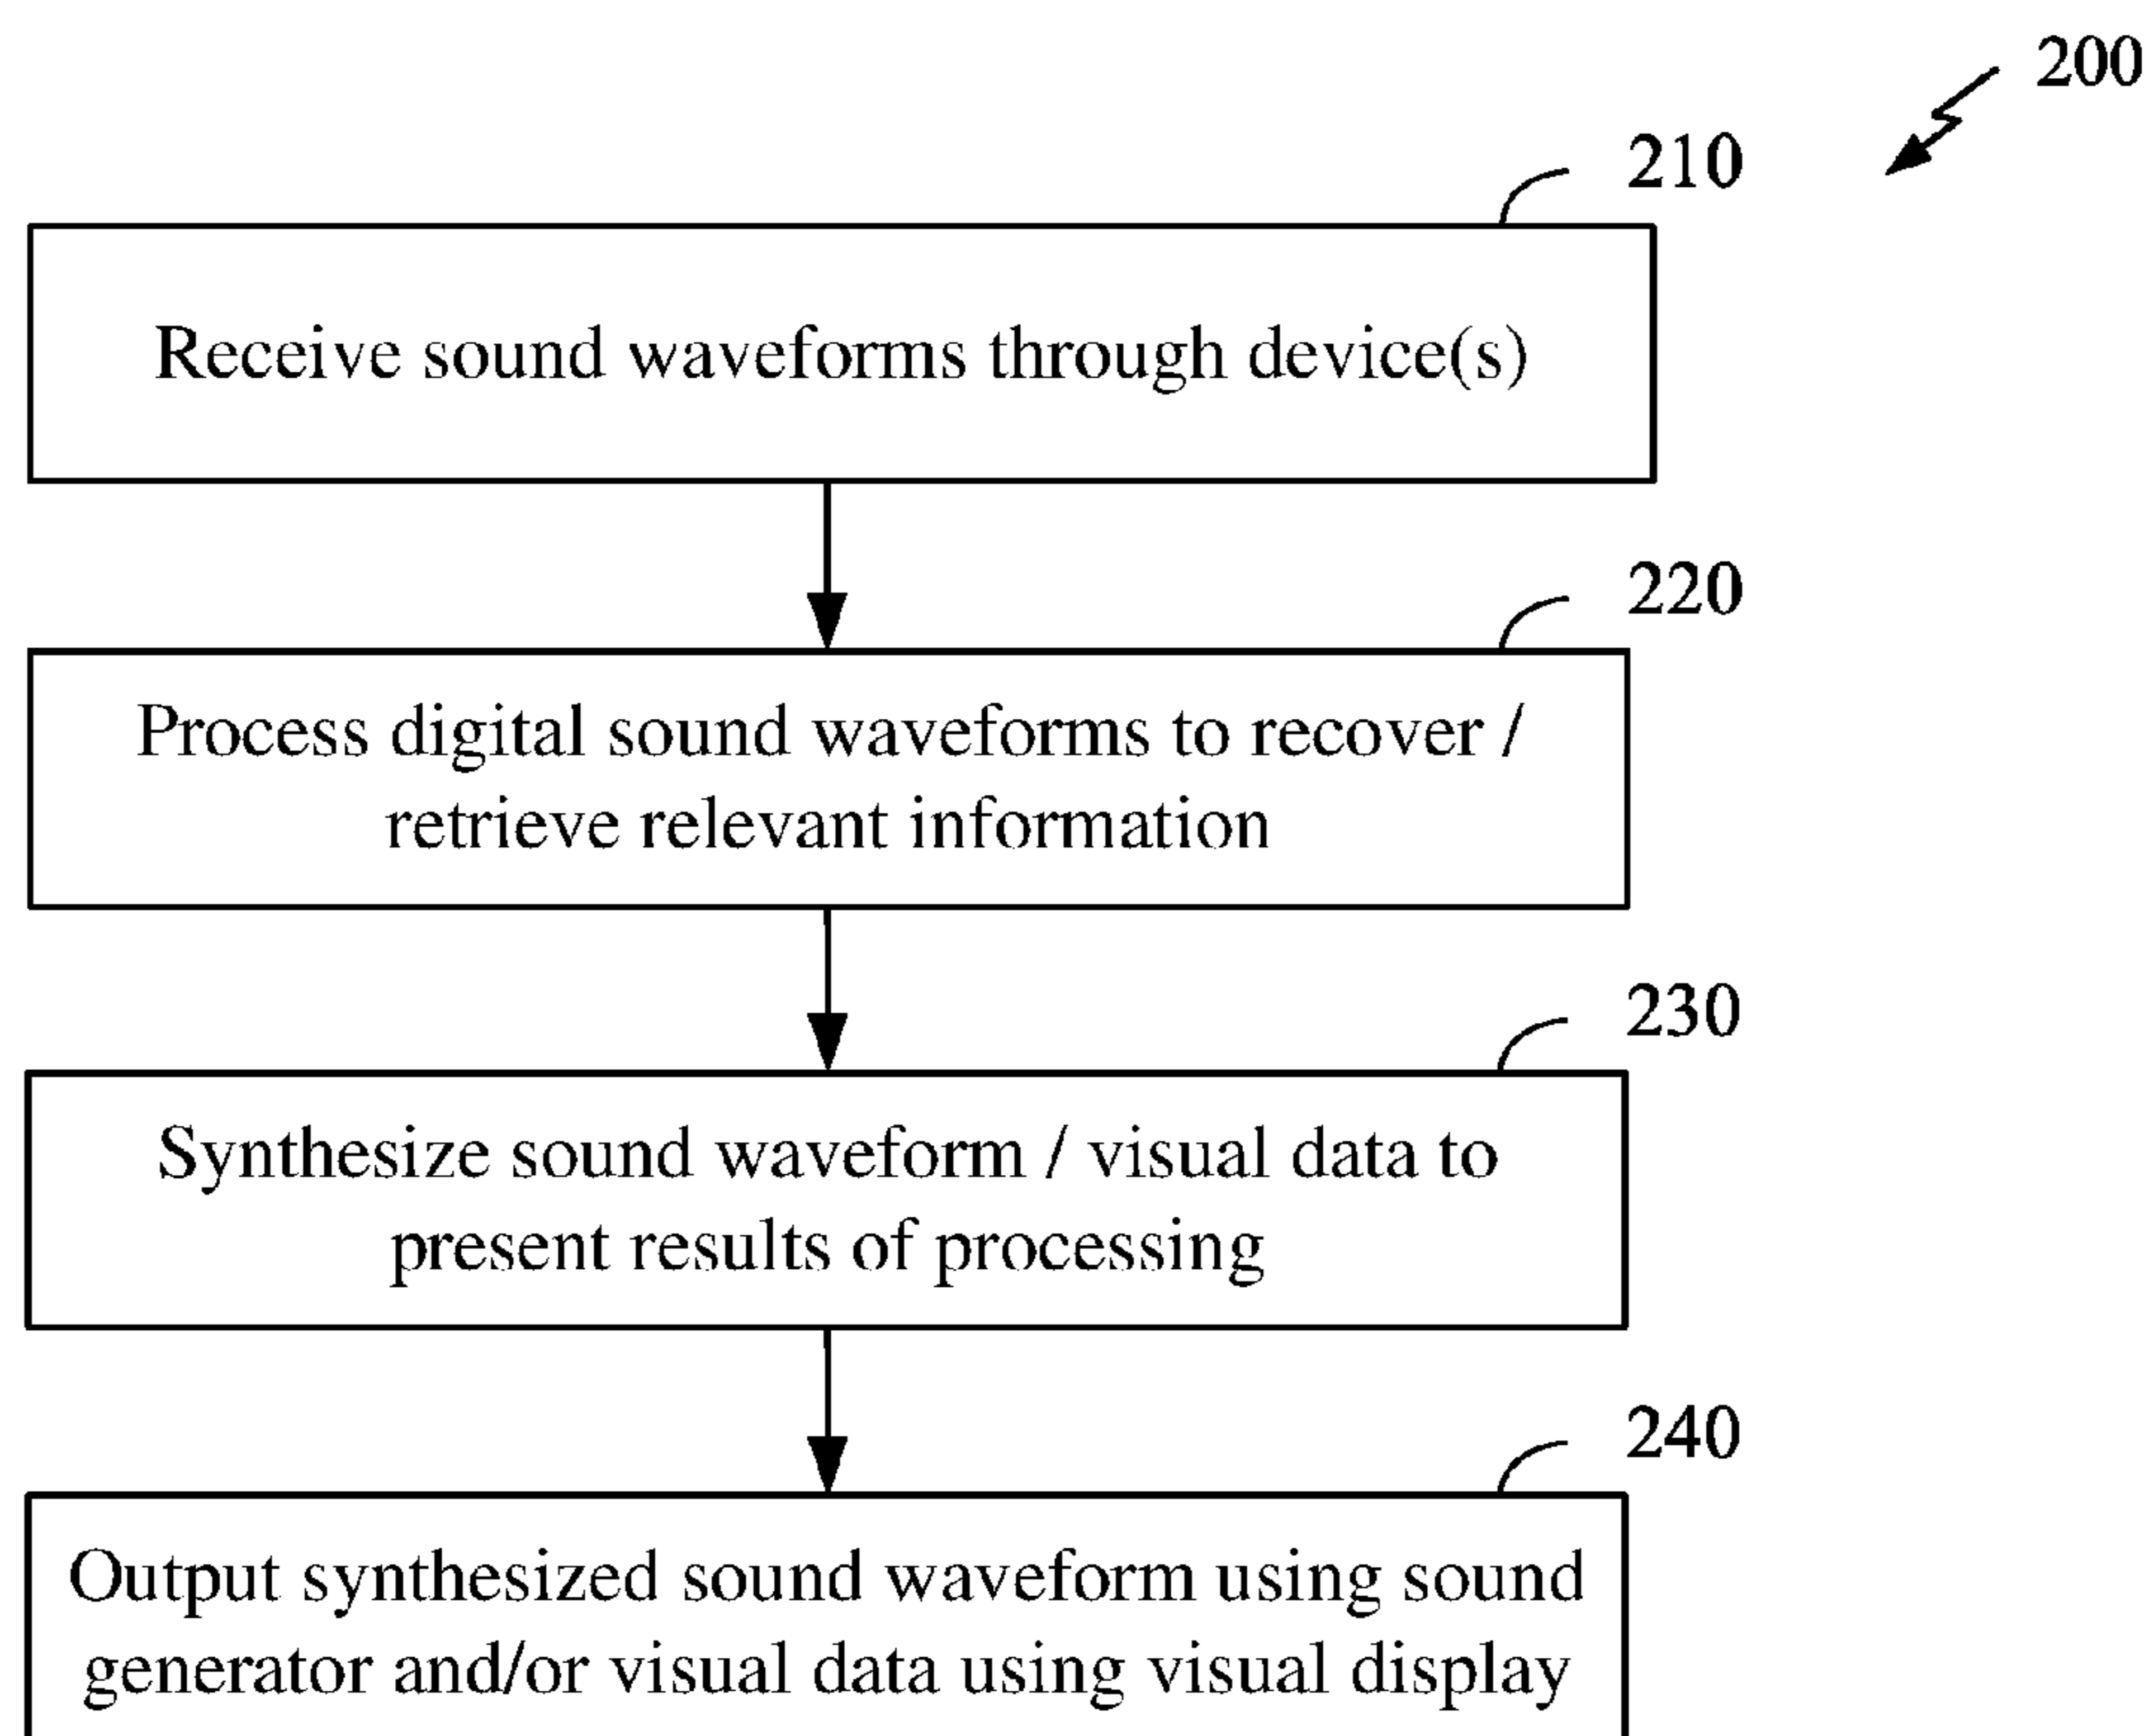 200
210
Receive sound waveforms through device(s)
220
Process digital sound waveforms to recover /
retrieve relevant information
230
Synthesize sound waveform / visual data to
present results of processing
240
Output synthesized sound waveform using sound
generator and/or visual data using visual display